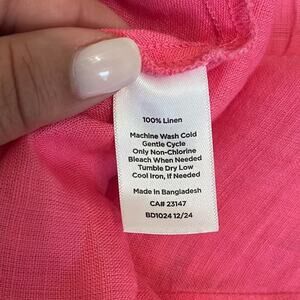 100% Linen
Machine Wash Cold
Gentle Cycle
Only Non-Chlorine
Bleach When Needed
Tumble Dry Low
Cool Iron, If Needed
Made In Bangladesh
CA# 23147
BD1024 12/24